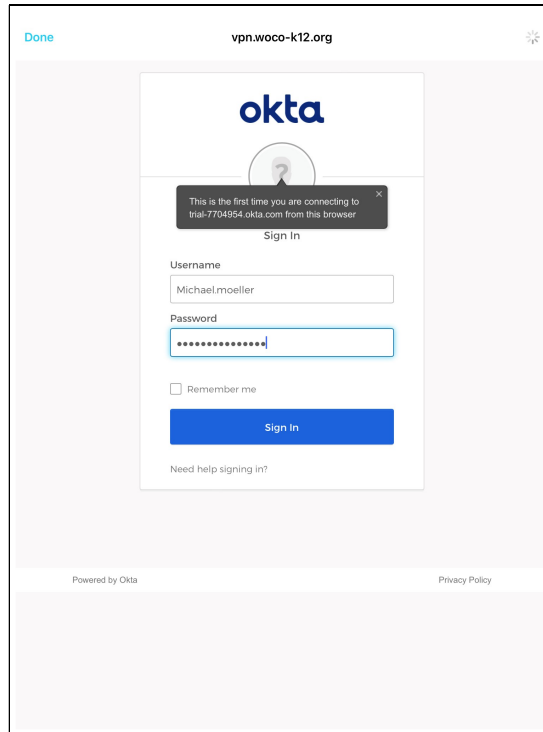 Done vpn.woco-k12.org
okta
?
This is the first time you are connecting to
trial-7704954.okta.com from this browser
Sign In
Username
Michael.moeller
Password
•••••••••••••••
Remember me
Sign In
Need help signing in?
Powered by Okta Privacy Policy